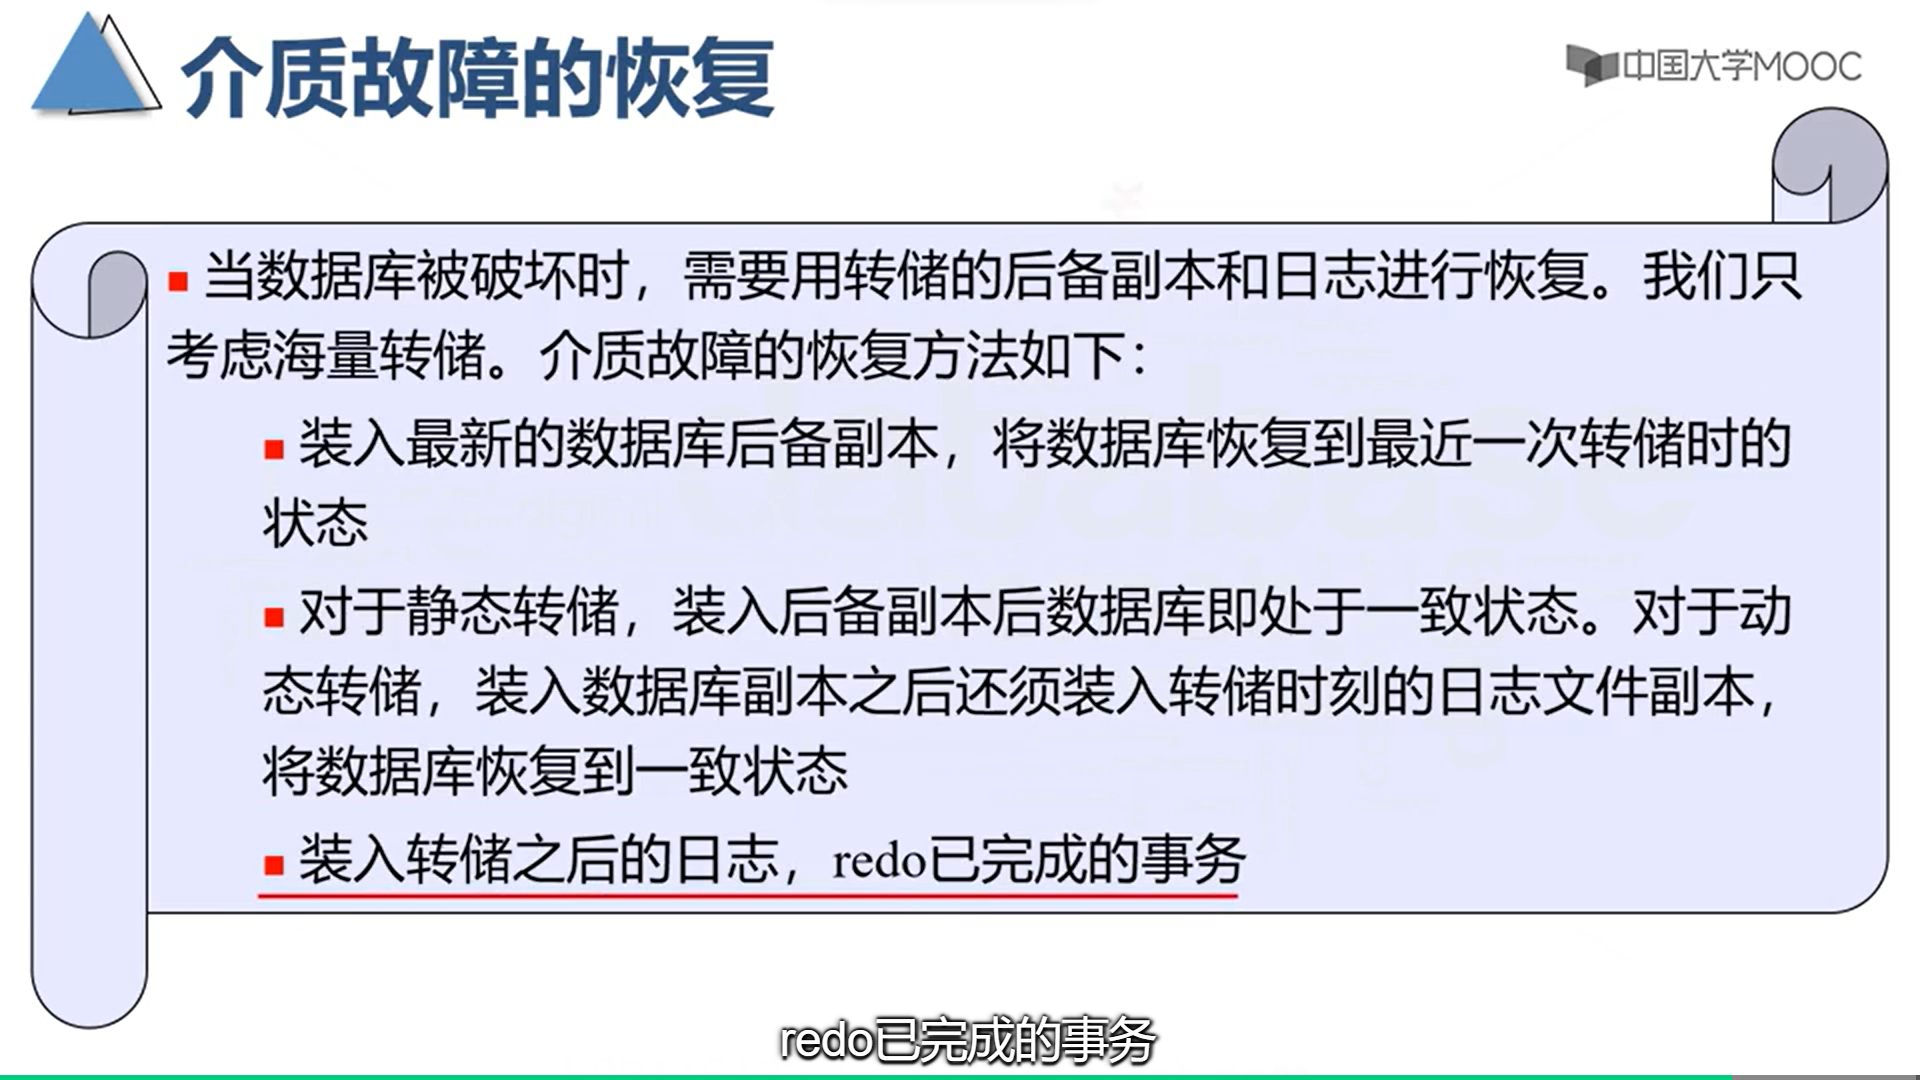 介质故障的恢复
中国大学MOOC
当数据库被破坏时，需要用转储的后备副本和日志进行恢复。我们只
考虑海量转储。介质故障的恢复方法如下：
装入最新的数据库后备副本，将数据库恢复到最近一次转储时的
状态
对于静态转储，装入后备副本后数据库即处于一致状态。对于动
态转储，装入数据库副本之后还须装入转储时刻的日志文件副本，
将数据库恢复到一致状态
装入转储之后的日志，redo已完成的事务
redo已完成的事务